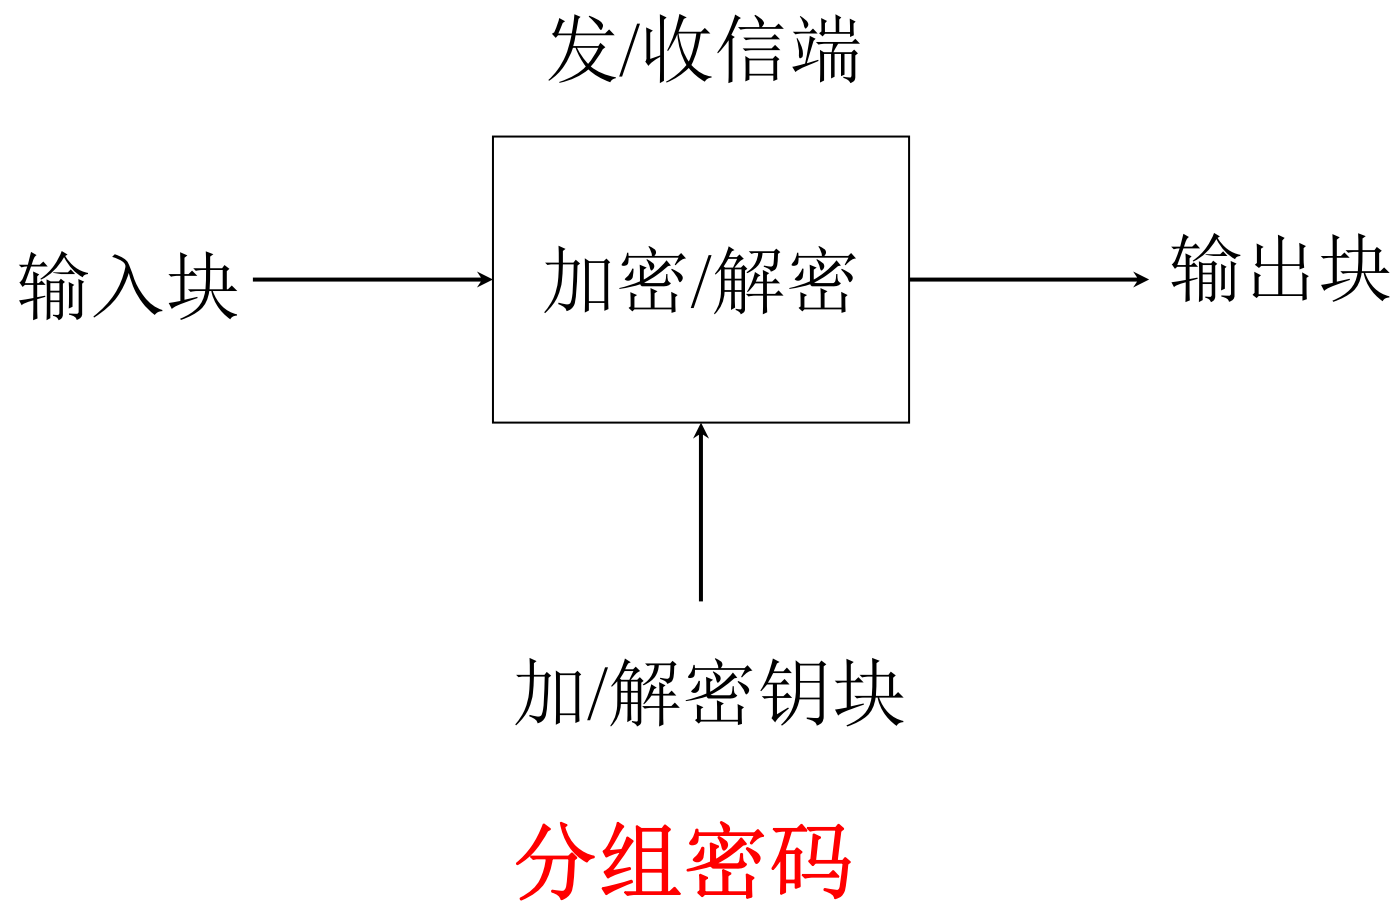 发/收信端
输入块
加密/解密
输出块
加/解密钥块
分组密码